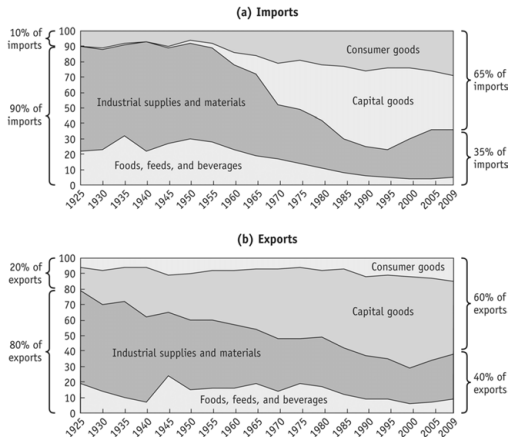 (a) Imports
10% of
imports
90% of
imports
100
90
80
70
60
50
40
30
20
10
0
Consumer goods
Capital goods
Industrial supplies and materials
Foods, feeds, and beverages
65% of
imports
35% of
imports
1925
1930
1935
1940
1945
1950
1955
1960
1965
1970
1975
1980
1985
1990
1995
2000
2005
2009
(b) Exports
20% of
exports
80% of
exports
100
90
80
70
60
50
40
30
20
10
0
Consumer goods
Capital goods
Industrial supplies and materials
Foods, feeds, and beverages
60% of
exports
40% of
exports
1925
1930
1935
1940
1945
1950
1955
1960
1965
1970
1975
1980
1985
1990
1995
2000
2005
2009